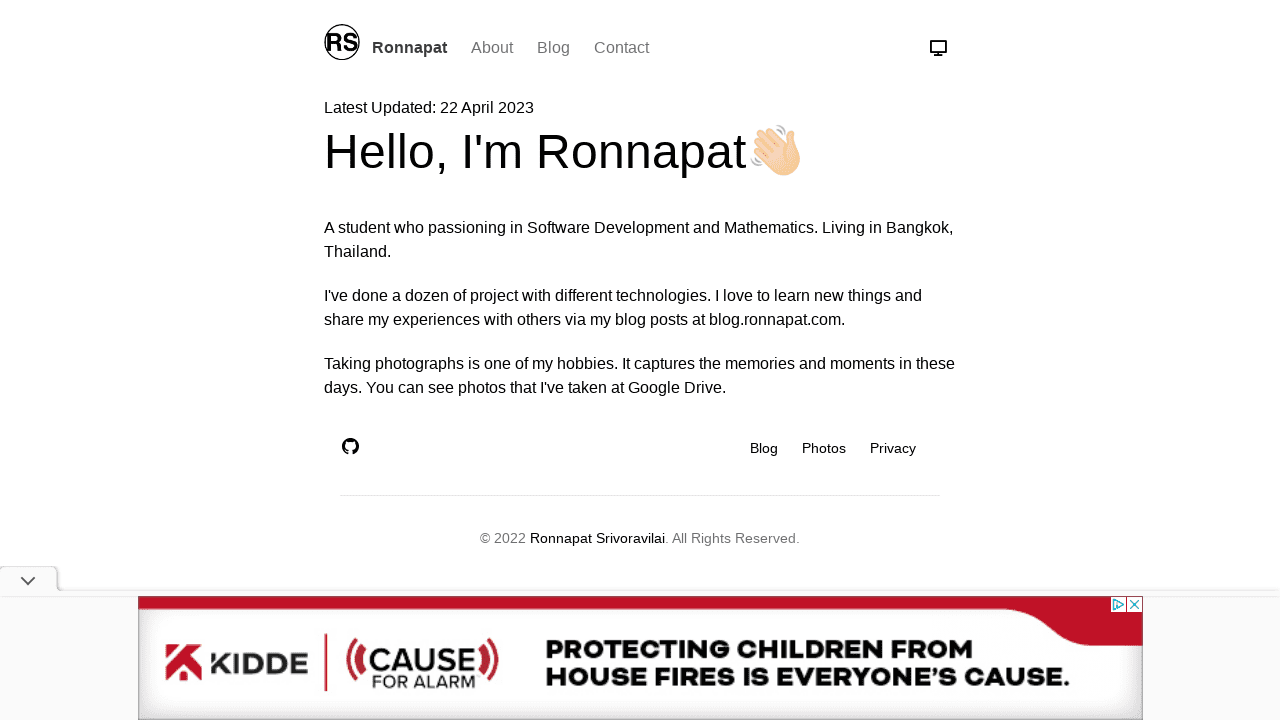 RS Ronnapat About Blog Contact
Latest Updated: 22 April 2023
Hello, I'm Ronnapat👋🏻
A student who passioning in Software Development and Mathematics. Living in Bangkok,
Thailand.
I've done a dozen of project with different technologies. I love to learn new things and
share my experiences with others via my blog posts at blog.ronnapat.com.
Taking photographs is one of my hobbies. It captures the memories and moments in these
days. You can see photos that I've taken at Google Drive.
Blog Photos Privacy
© 2022 Ronnapat Srivoravilai. All Rights Reserved.
KIDDE
CAUSE
FOR ALARM
PROTECTING CHILDREN FROM
HOUSE FIRES IS EVERYONE'S CAUSE.